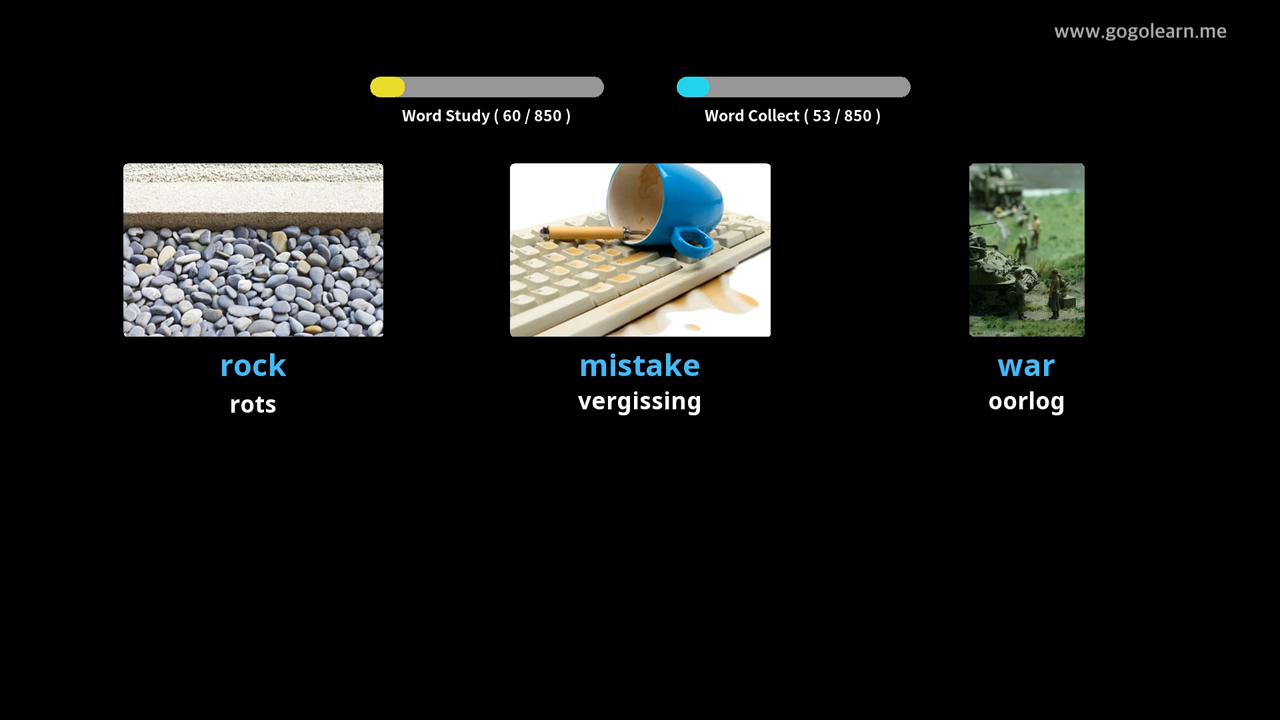 www.gogolearn.me
Word Study ( 60 / 850 )
Word Collect ( 53 / 850 )
rock
rots
mistake
vergissing
war
oorlog